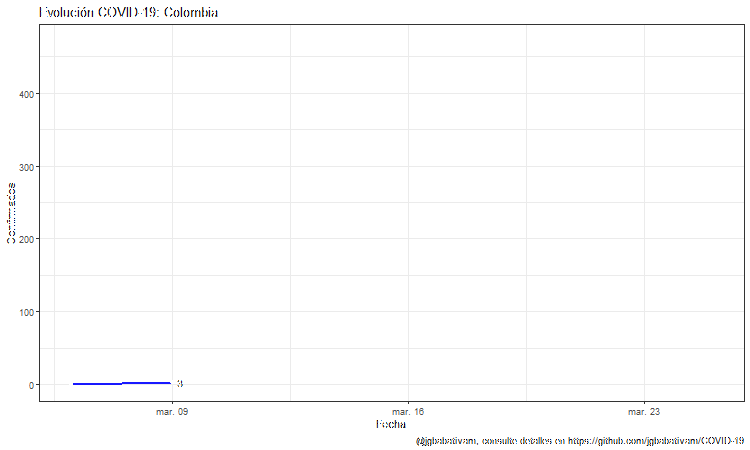 Evolución COVID-19: Colombia
400
300
200
100
0
Confirmados
3
mar. 09
mar. 16
mar. 23
Fecha
@jgbabativam, consulte detalles en https://github.com/jgbabativam/COVID-19